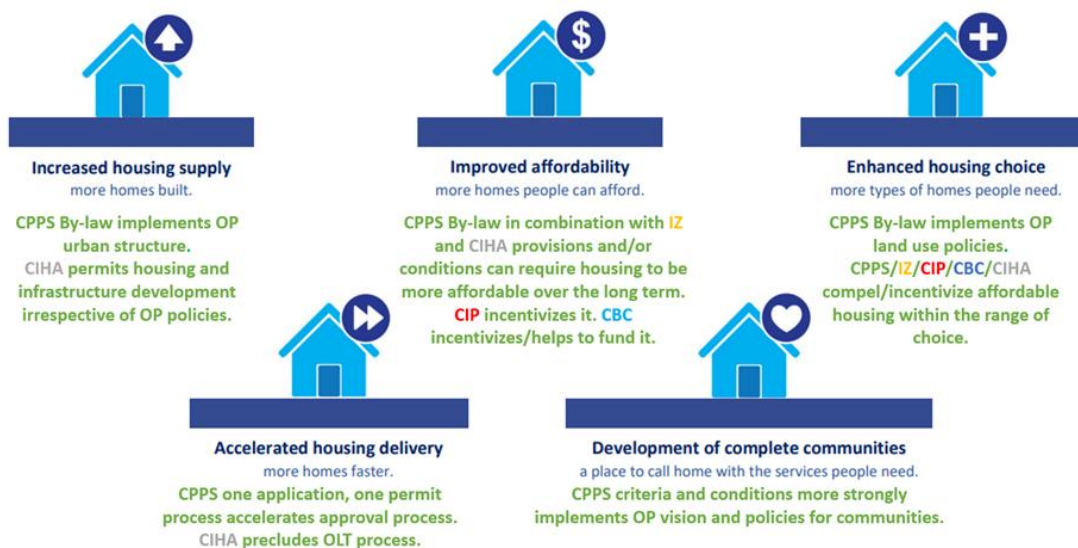 $
Increased housing supply
more homes built.
CPPS By-law implements OP
urban structure.
CIHA permits housing and
infrastructure development
irrespective of OP policies.
Improved affordability
more homes people can afford.
CPPS By-law in combination with IZ
and CIHA provisions and/or
conditions can require housing to be
more affordable over the long term.
CIP incentivizes it. CBC
incentivizes/helps to fund it.
Enhanced housing choice
more types of homes people need.
CPPS By-law implements OP
land use policies.
CPPS/IZ/CIP/CBC/CIHA
compel/incentivize affordable
housing within the range of
choice.
Accelerated housing delivery
more homes faster.
CPPS one application, one permit
process accelerates approval process.
CIHA precludes OLT process.
Development of complete communities
a place to call home with the services people need.
CPPS criteria and conditions more strongly
implements OP vision and policies for communities.